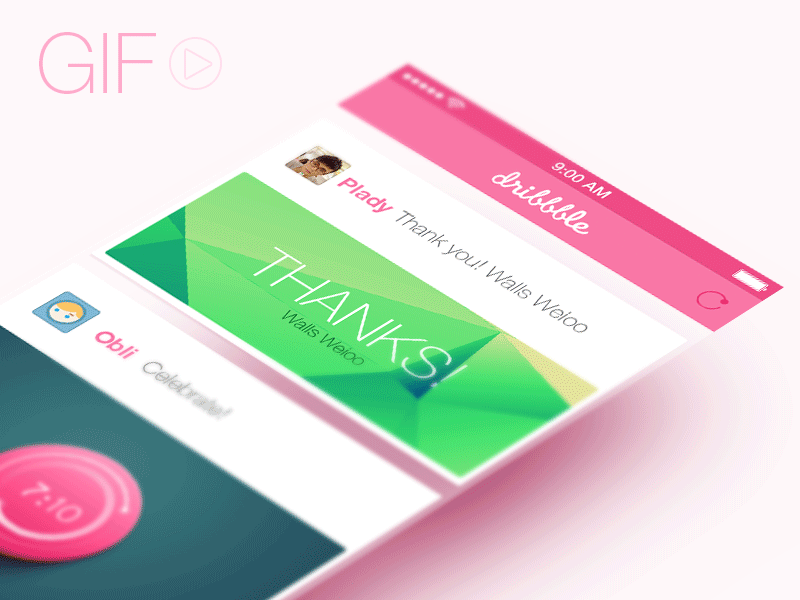 GIF
9:00 AM
dribbble
Plady Thank you! Walls Weloo
THANKS!
Walls Weloo
Obli Celebrate!
7:10